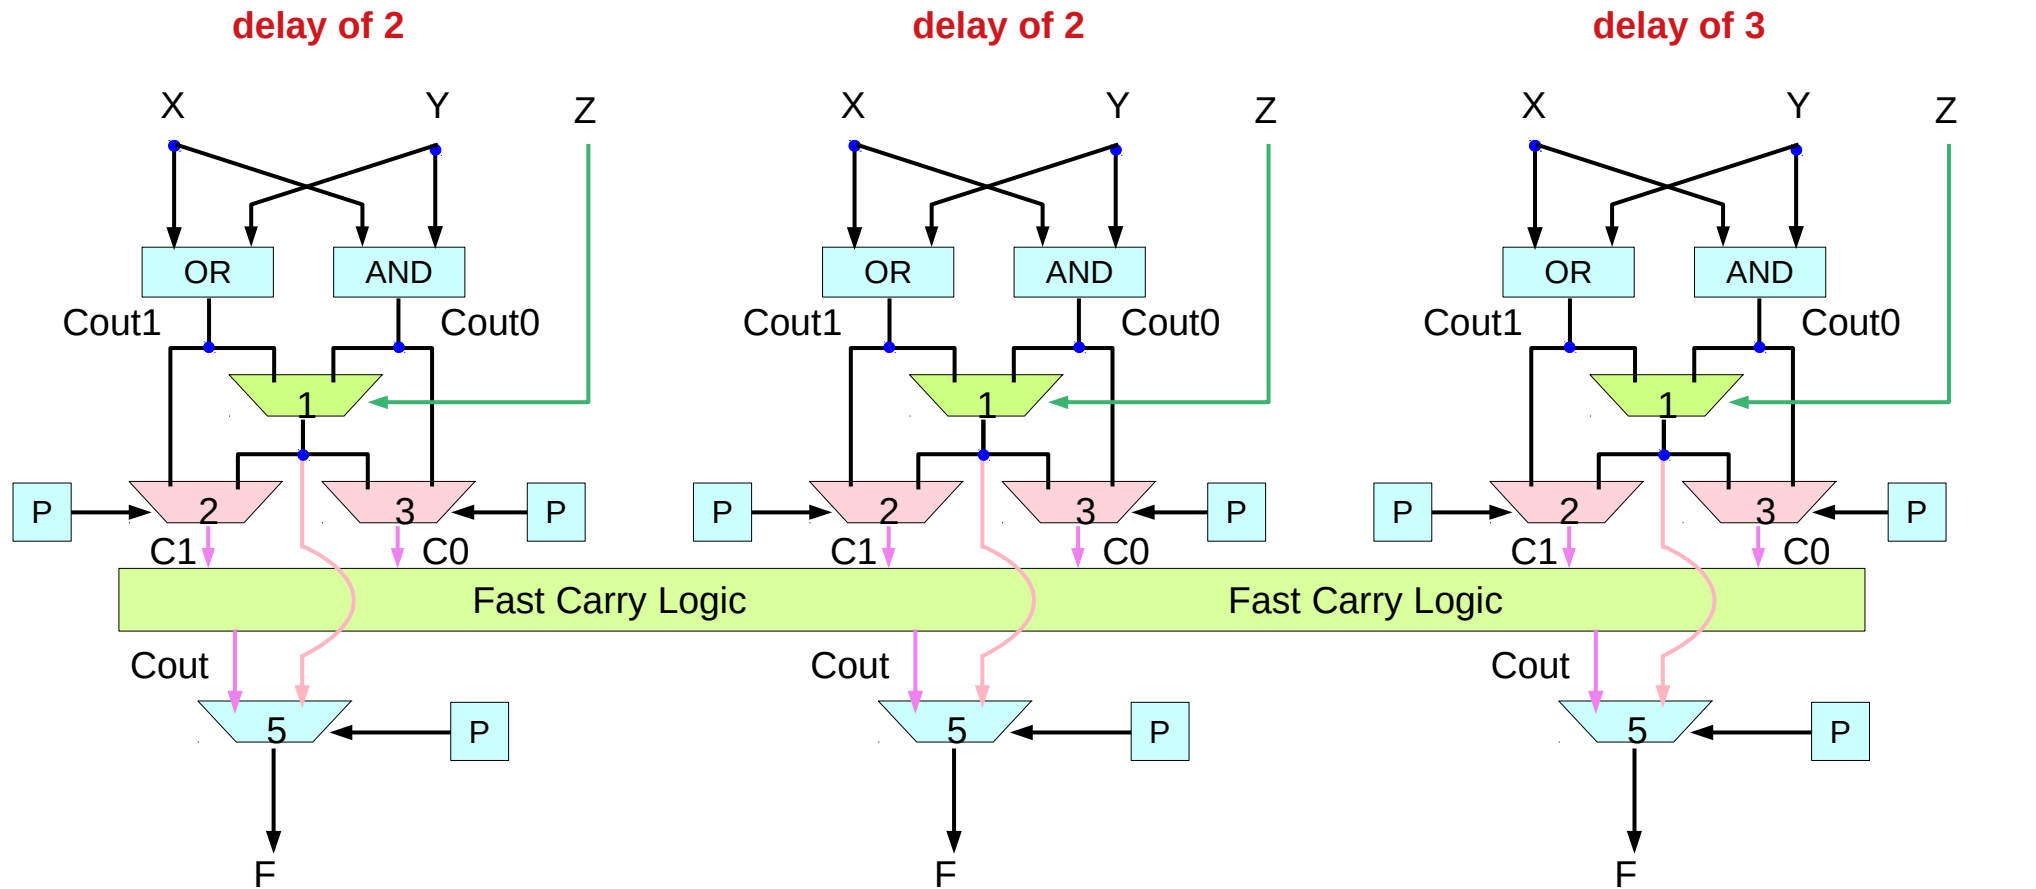 delay of 2 delay of 2 delay of 3
X Y Z X Y Z X Y Z
OR AND OR AND OR AND
Cout1 Cout0 Cout1 Cout0 Cout1 Cout0
1 1 1
P 2 3 P P 2 3 P P 2 3 P
C1 C0 C1 C0 C1 C0
Fast Carry Logic Fast Carry Logic
Cout Cout Cout
5 P 5 P 5 P
F F F